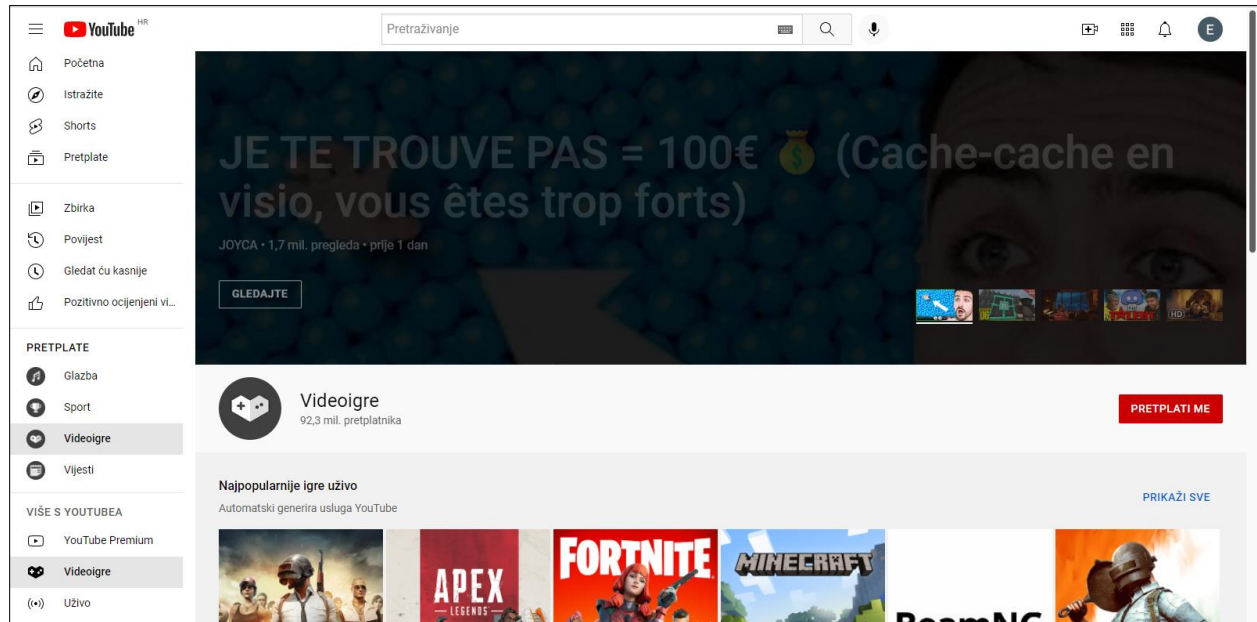 YouTube HR
Pretraživanje
E
Početna
Istražite
Shorts
Pretplate
Zbirka
Povijest
Gledat ću kasnije
Pozitivno ocijenjeni vi...
PRETPLATE
Glazba
Sport
Videoigre
Vijesti
VIŠE S YOUTUBEA
YouTube Premium
Videoigre
Uživo
JE TE TROUVE PAS = 100€ 💰 (Cache-cache en
visio, vous êtes trop forts)
JOYCA • 1,7 mil. pregleda • prije 1 dan
GLEDAJTE
HD
Videoigre
92,3 mil. pretplatnika
PRETPLATI ME
Najpopularnije igre uživo
PRIKAŽI SVE
Automatski generira usluga YouTube
APEX
LEGENDS
FORTNITE
MINECRAFT
BeamNG